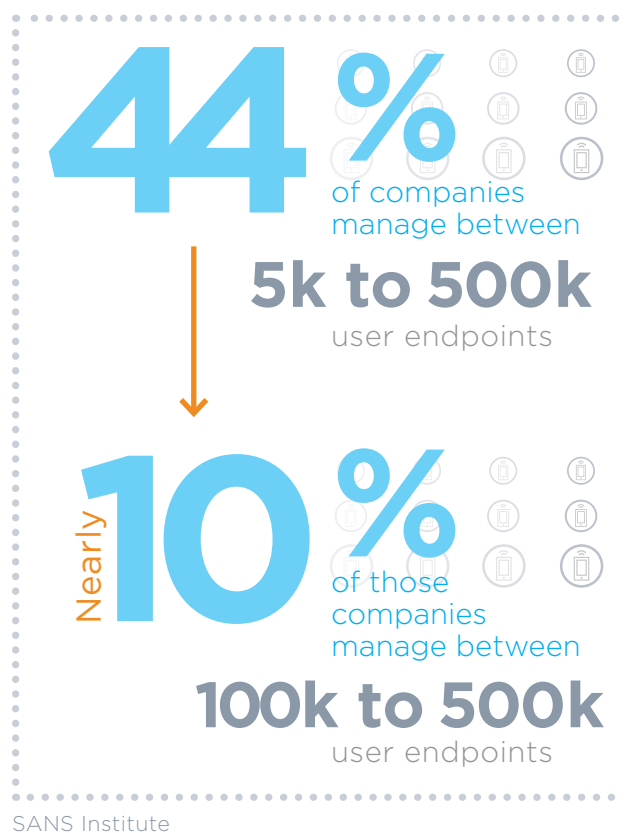 44%
of companies
manage between
5k to 500k
user endpoints
Nearly
10%
of those
companies
manage between
100k to 500k
user endpoints
SANS Institute